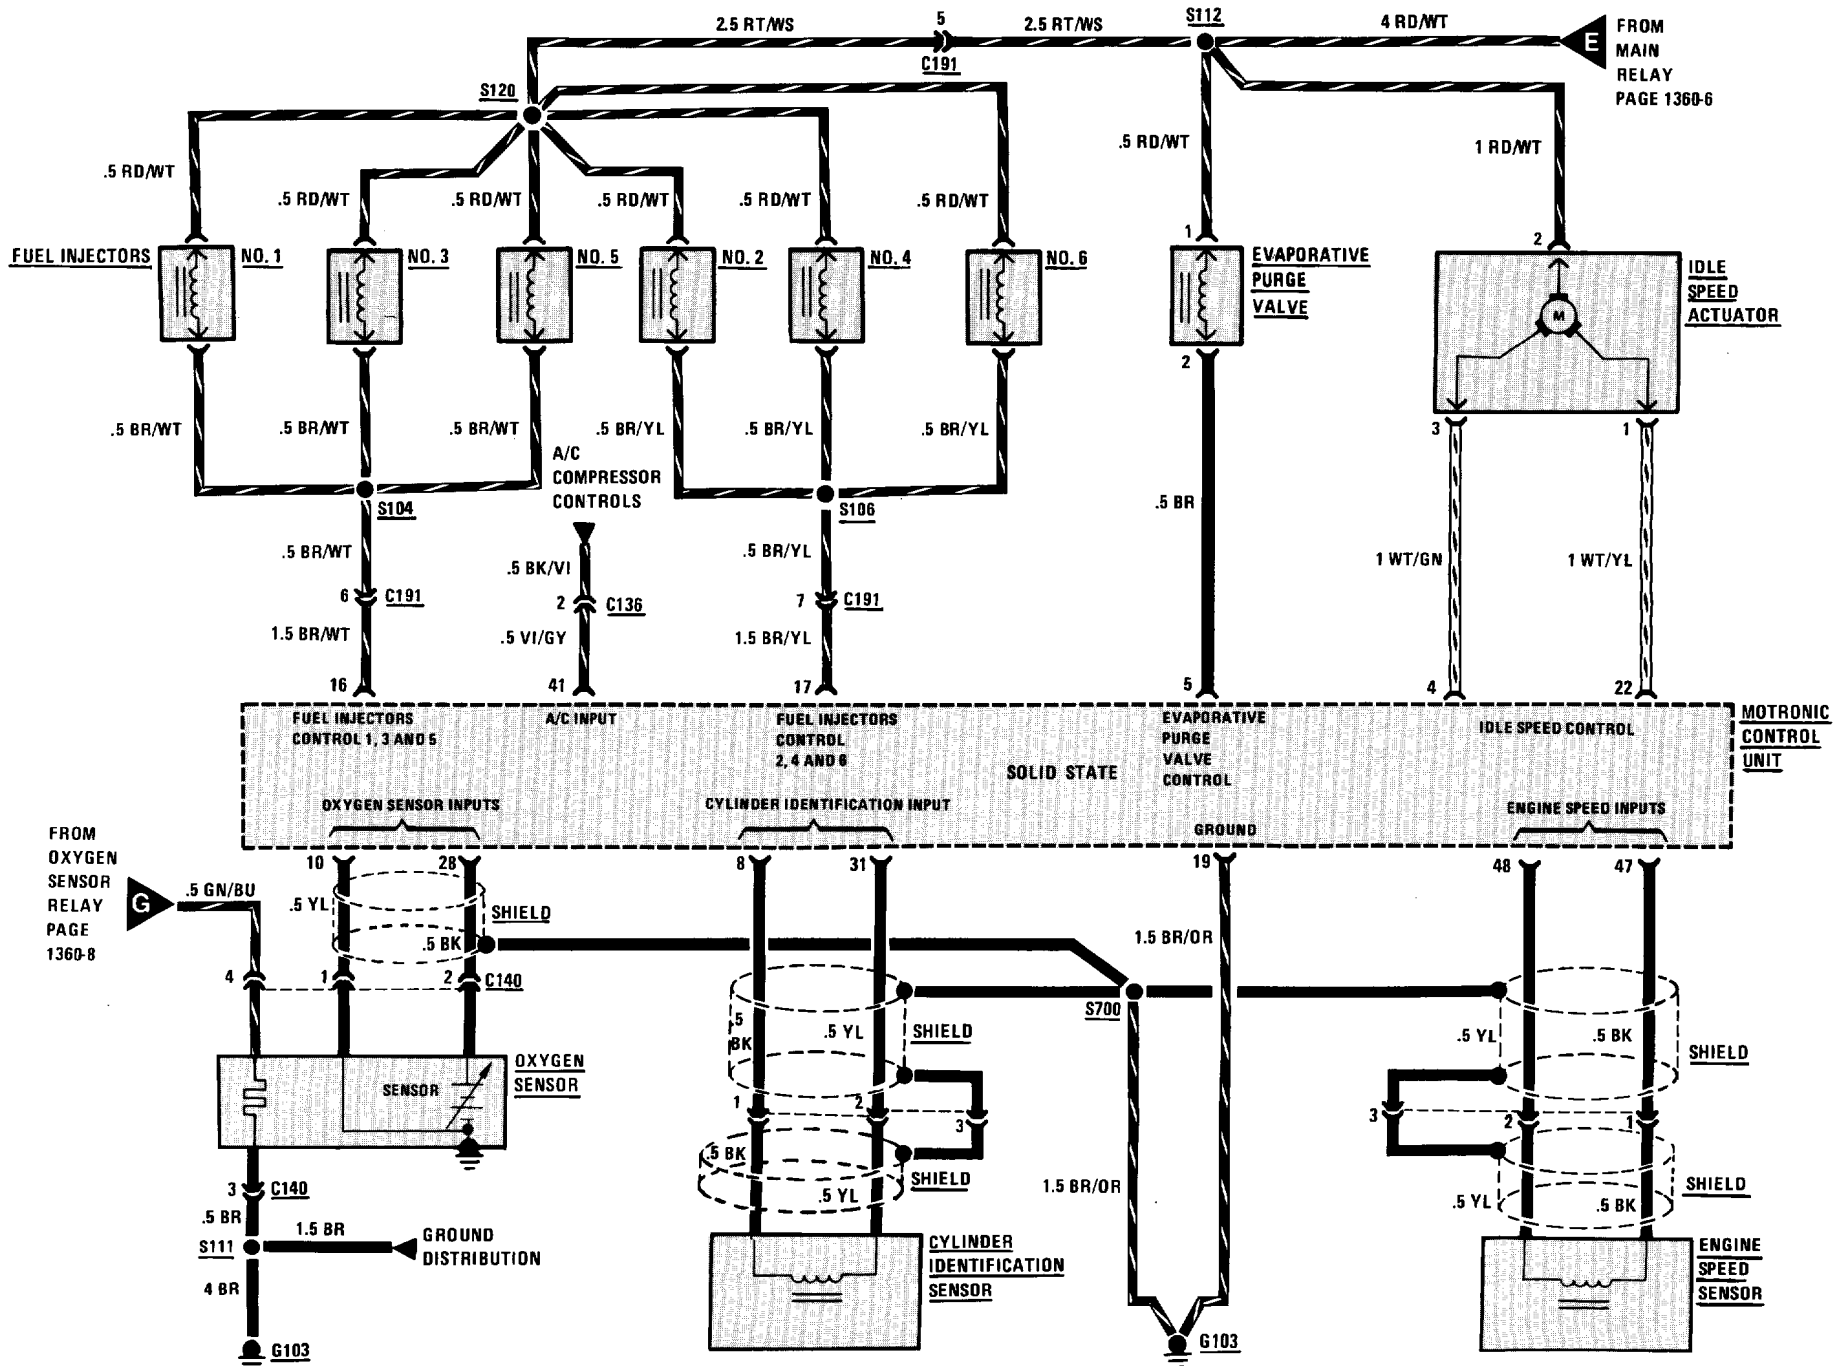 2.5 RT/WS
5
C191
2.5 RT/WS
S112
4 RD/WT
E
FROM
MAIN
RELAY
PAGE 1360-6
S120
.5 RD/WT
.5 RD/WT
.5 RD/WT
.5 RD/WT
.5 RD/WT
.5 RD/WT
.5 RD/WT
1 RD/WT
FUEL INJECTORS
NO. 1
NO. 3
NO. 5
NO. 2
NO. 4
NO. 6
1
EVAPORATIVE
PURGE
VALVE
2
2
M
IDLE
SPEED
ACTUATOR
3
1
.5 BR/WT
.5 BR/WT
.5 BR/WT
.5 BR/YL
.5 BR/YL
.5 BR/YL
A/C
COMPRESSOR
CONTROLS
S104
S106
.5 BR
.5 BR/WT
.5 BK/VI
.5 BR/YL
1 WT/GN
1 WT/YL
6
C191
2
C136
7
C191
1.5 BR/WT
.5 VI/GY
1.5 BR/YL
16
41
17
5
4
22
FUEL INJECTORS
CONTROL 1, 3 AND 5
A/C INPUT
FUEL INJECTORS
CONTROL
2, 4 AND 6
EVAPORATIVE
PURGE
VALVE
CONTROL
IDLE SPEED CONTROL
MOTRONIC
CONTROL
UNIT
SOLID STATE
OXYGEN SENSOR INPUTS
CYLINDER IDENTIFICATION INPUT
GROUND
ENGINE SPEED INPUTS
FROM
OXYGEN
SENSOR
RELAY
PAGE
1360-8
G
.5 GN/BU
10
28
8
31
19
48
47
.5 YL
SHIELD
.5 BK
1.5 BR/OR
4
1
2
C140
S700
.5
BK
.5 YL
SHIELD
.5 YL
.5 BK
SHIELD
OXYGEN
SENSOR
SENSOR
1
2
3
3
2
1
.5 BK
SHIELD
.5 YL
1.5 BR/OR
.5 YL
.5 BK
SHIELD
3
C140
.5 BR
1.5 BR
S111
GROUND
DISTRIBUTION
4 BR
G103
CYLINDER
IDENTIFICATION
SENSOR
G103
ENGINE
SPEED
SENSOR